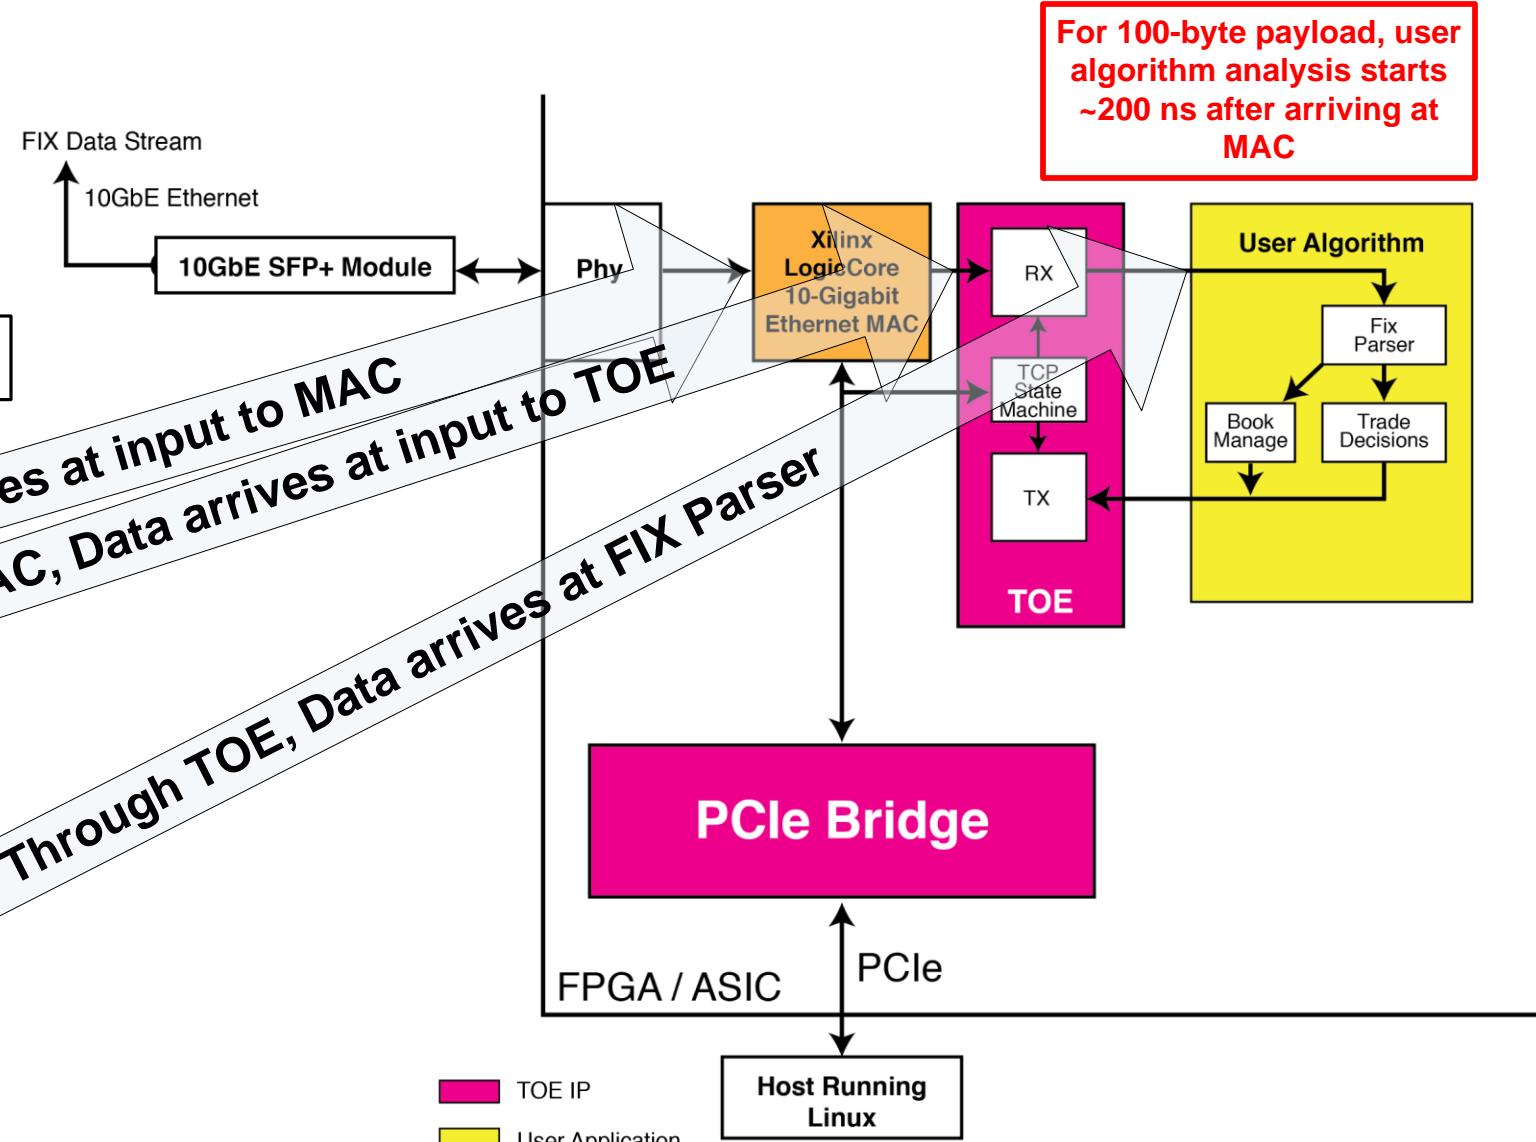 For 100-byte payload, user
algorithm analysis starts
~200 ns after arriving at
MAC
FIX Data Stream
10GbE Ethernet
10GbE SFP+ Module
Phy
Xilinx
LogicCore
10-Gigabit
Ethernet MAC
RX
TCP
State
Machine
TX
TOE
User Algorithm
Fix
Parser
Book
Manage
Trade
Decisions
es at input to MAC
AC, Data arrives at input to TOE
Through TOE, Data arrives at FIX Parser
PCIe Bridge
FPGA / ASIC
PCIe
Host Running
Linux
TOE IP
User Application